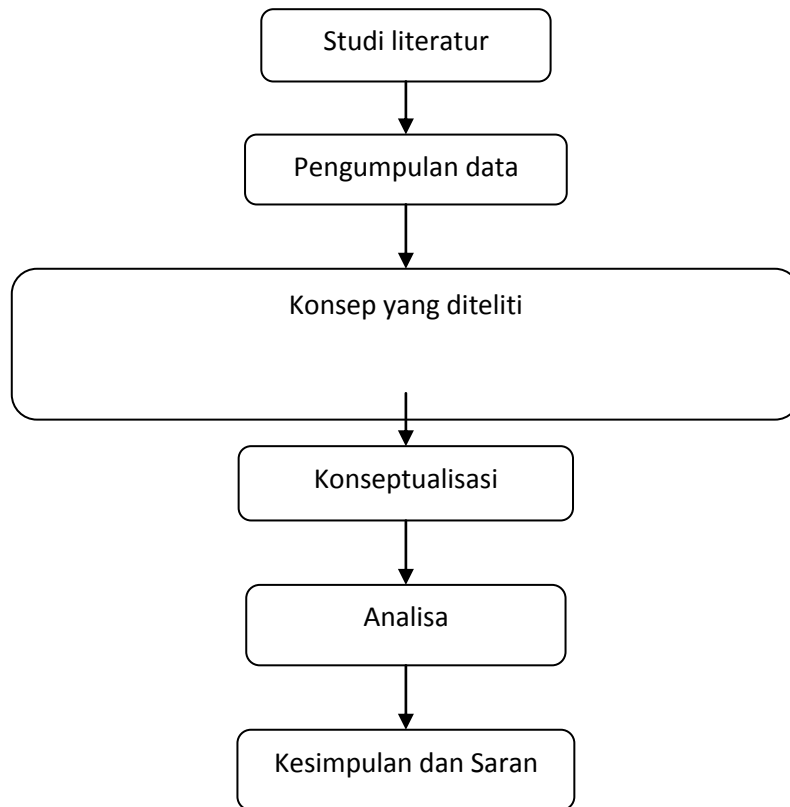 Studi literatur
Pengumpulan data
Konsep yang diteliti
Konseptualisasi
Analisa
Kesimpulan dan Saran